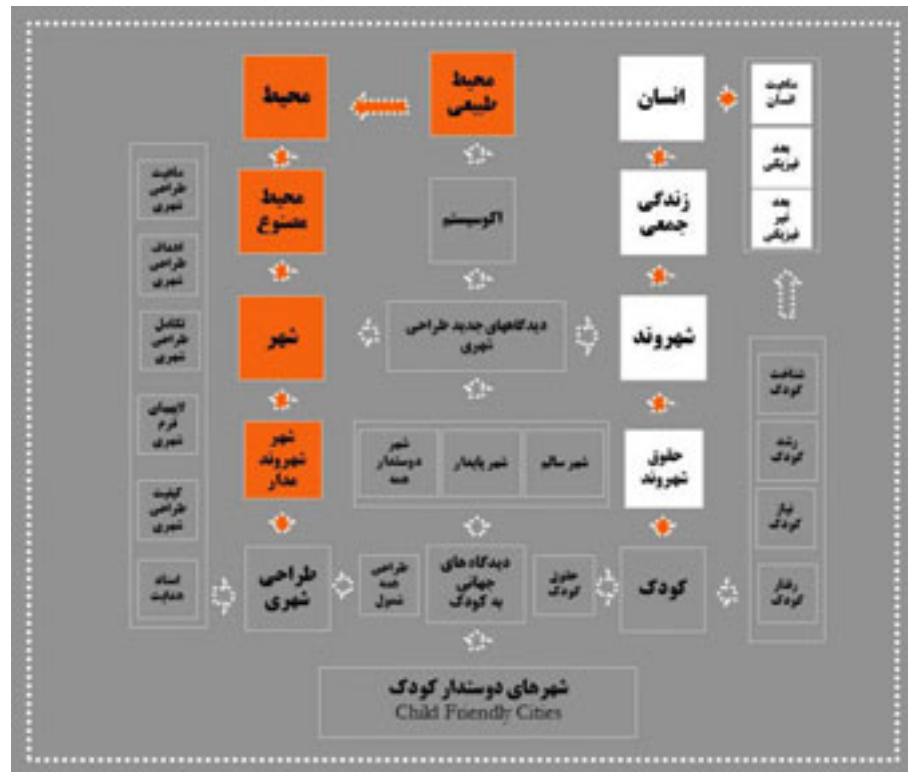 ماهیت
انسان
بعد
فیزیکی
بعد
غیر
فیزیکی
انسان
محیط
طبیعی
محیط
زندگی
جمعی
اکوسیستم
محیط
مصنوع
ماهیت
طراحی
شهری
اهداف
طراحی
شهری
شهروند
دیدگاههای جدید طراحی
شهری
شهر
تکامل
طراحی
شهری
شناخت
کودک
رشد
کودک
نیاز
کودک
رفتار
کودک
حقوق
شهروند
شهر سالم
شهر پایدار
شهر
دوستدار
همه
شهر
شهروند
مدار
فرم
شهری
کیفیت
طراحی
شهری
کودک
حقوق
کودک
دیدگاه های
جهانی
به کودک
طراحی
همه
شمول
طراحی
شهری
اسناد
هدایت
شهرهای دوستدار کودک
Child Friendly Cities